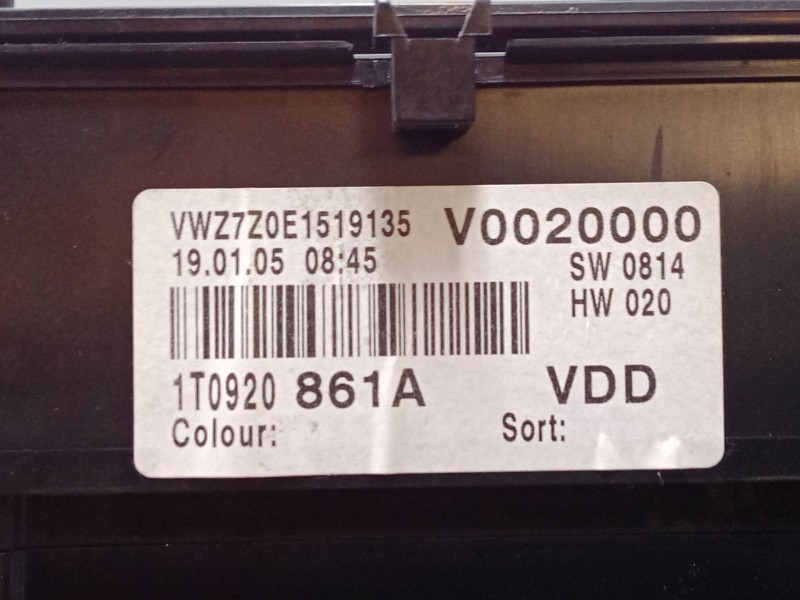 VWZ7Z0E1519135 V0020000
19.01.05 08:45 SW 0814
HW 020
1T0920 861A VDD
Colour: Sort: